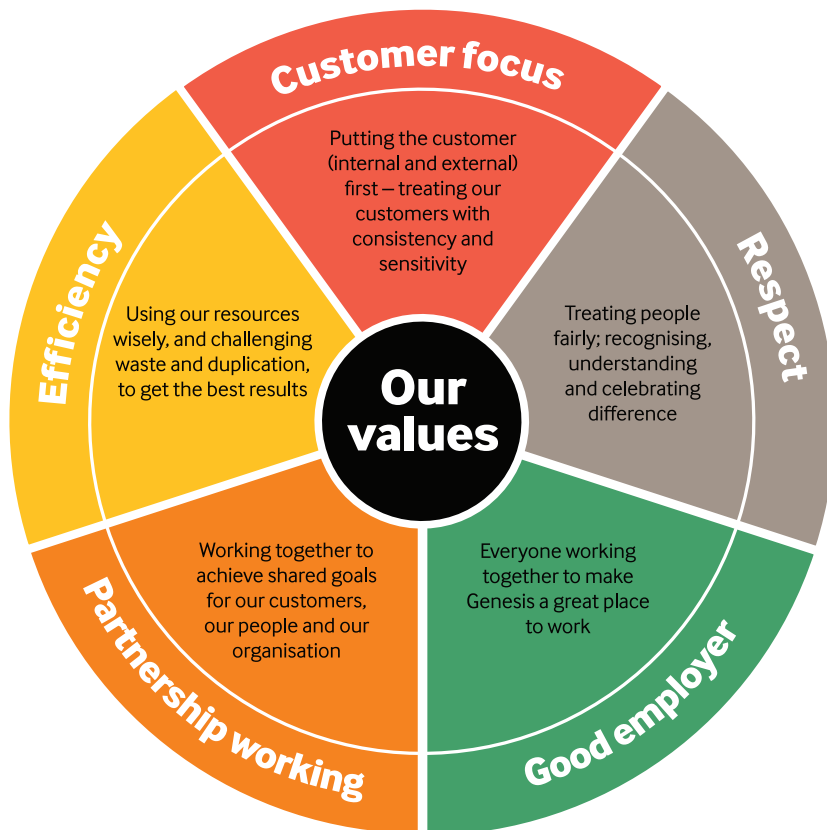 Customer focus
Putting the customer
(internal and external)
first – treating our
customers with
consistency and
sensitivity
Respect
Treating people
fairly; recognising,
understanding
and celebrating
difference
Good employer
Everyone working
together to make
Genesis a great place
to work
Partnership working
Working together to
achieve shared goals
for our customers,
our people and our
organisation
Efficiency
Using our resources
wisely, and challenging
waste and duplication,
to get the best results
Our
values